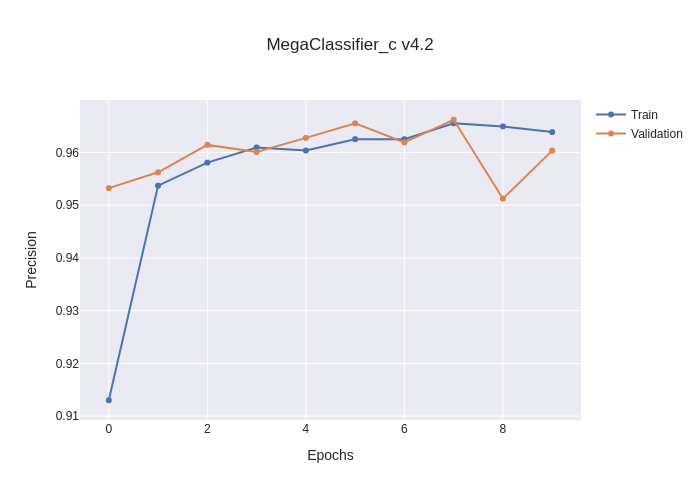 MegaClassifier_c v4.2
Train
Validation
Precision
0.96
0.95
0.94
0.93
0.92
0.91
0 2 4 6 8
Epochs